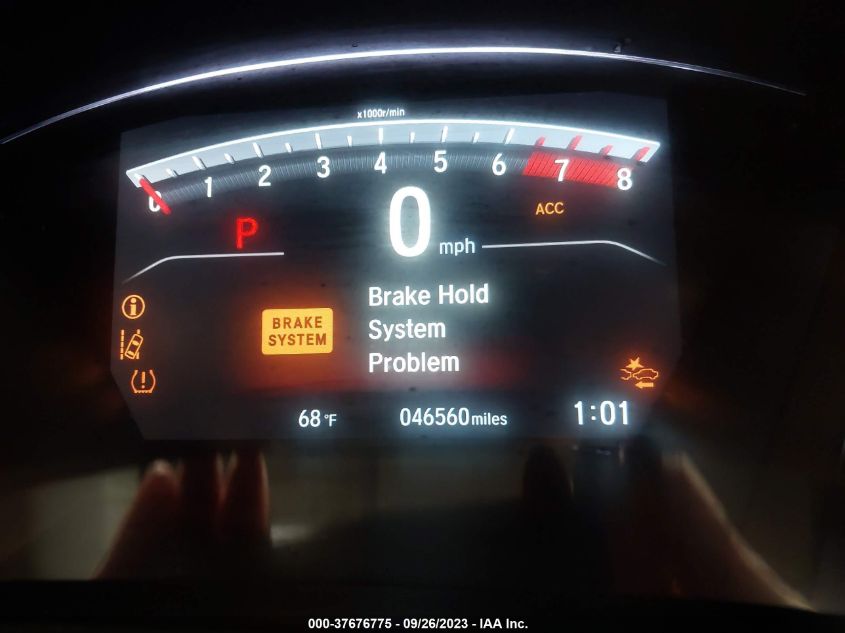 x1000r/min
0 1 2 3 4 5 6 7 8
P
0 mph
ACC
BRAKE
SYSTEM
Brake Hold
System
Problem
68°F
046560 miles
1:01
000-37676775 - 09/26/2023 - IAA Inc.